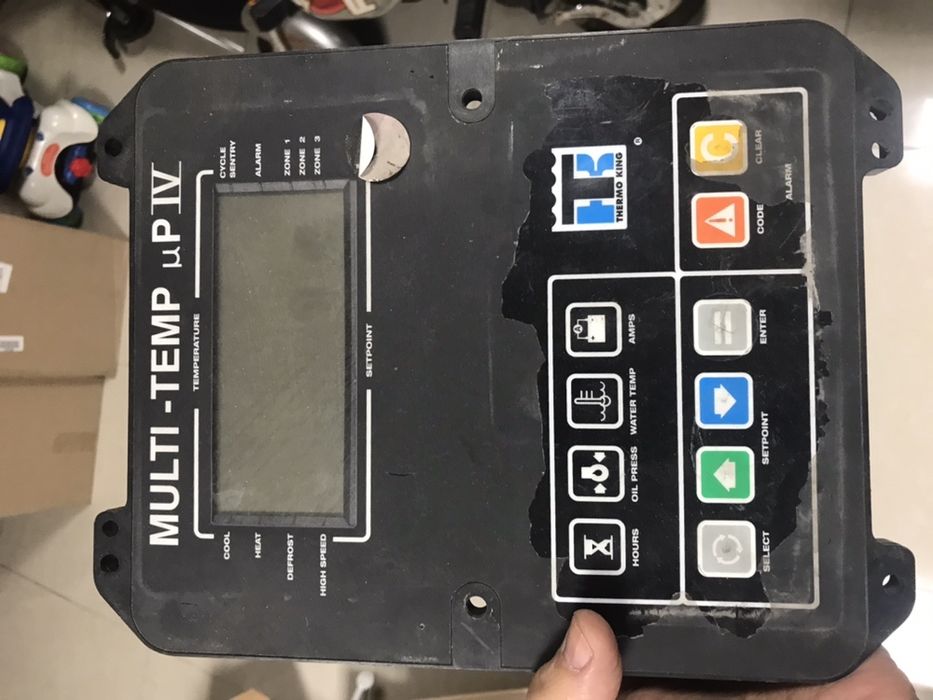 MULTI-TEMP µP IV
TEMPERATURE
COOL
HEAT
DEFROST
HIGH SPEED
CYCLE
SENTRY
ALARM
ZONE 1
ZONE 2
ZONE 3
SETPOINT
THERMO KING
®
HOURS
OIL PRESS
WATER TEMP
AMPS
SELECT
SETPOINT
=
ENTER
CODE
C
CLEAR
ALARM